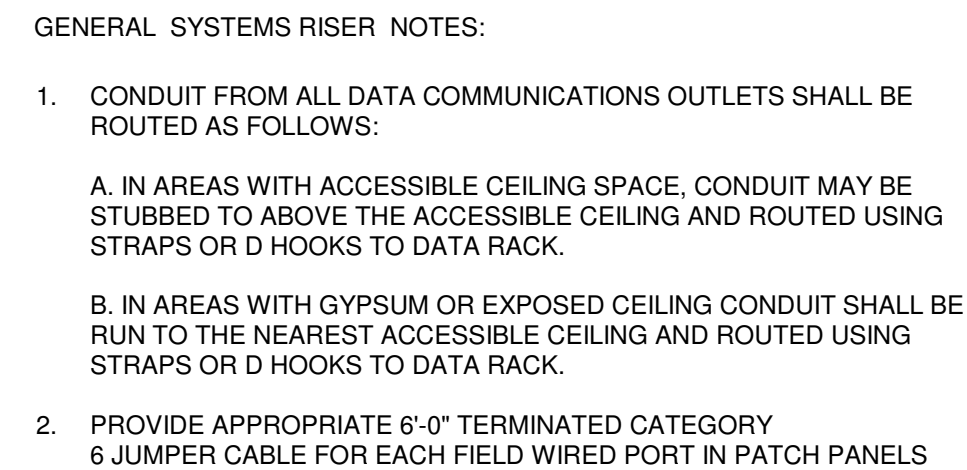 GENERAL SYSTEMS RISER NOTES:
1. CONDUIT FROM ALL DATA COMMUNICATIONS OUTLETS SHALL BE
ROUTED AS FOLLOWS:
A. IN AREAS WITH ACCESSIBLE CEILING SPACE, CONDUIT MAY BE
STUBBED TO ABOVE THE ACCESSIBLE CEILING AND ROUTED USING
STRAPS OR D HOOKS TO DATA RACK.
B. IN AREAS WITH GYPSUM OR EXPOSED CEILING CONDUIT SHALL BE
RUN TO THE NEAREST ACCESSIBLE CEILING AND ROUTED USING
STRAPS OR D HOOKS TO DATA RACK.
2. PROVIDE APPROPRIATE 6'-0" TERMINATED CATEGORY
6 JUMPER CABLE FOR EACH FIELD WIRED PORT IN PATCH PANELS